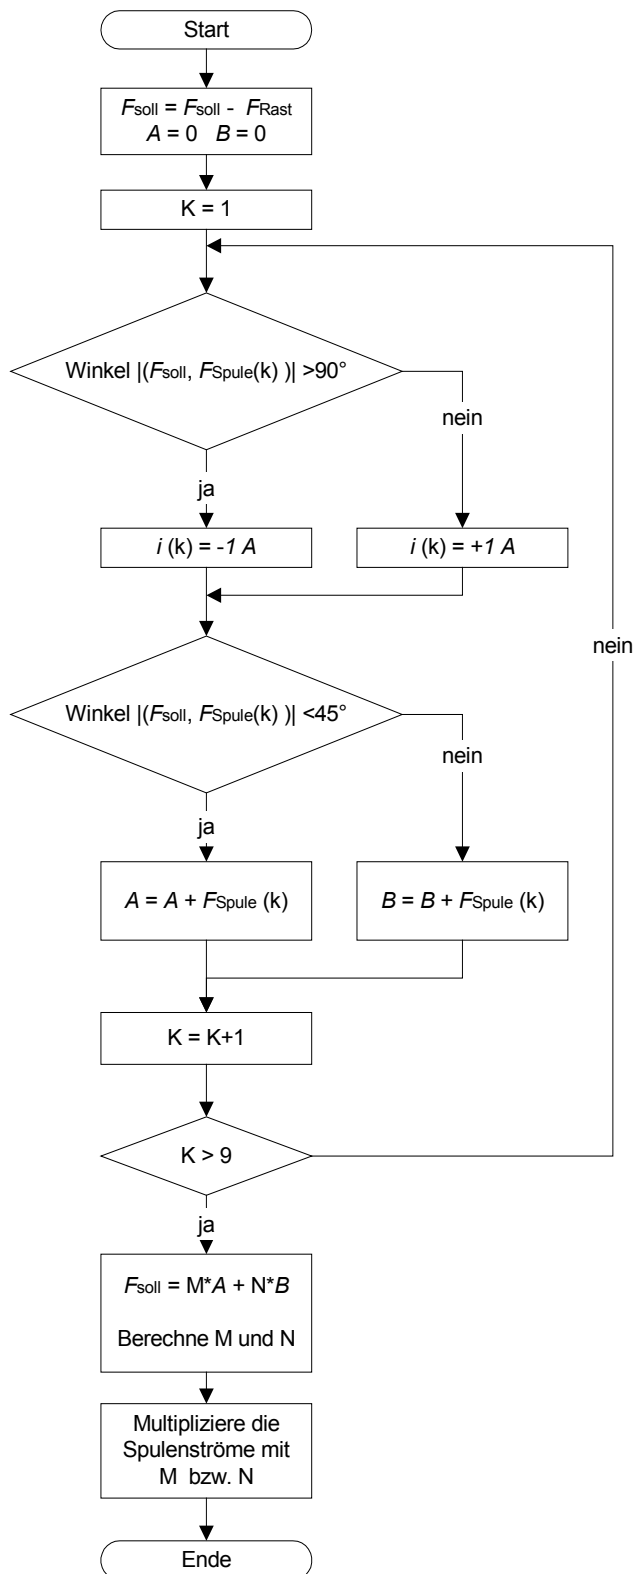 Start
Fsoll = Fsoll - FRast
A = 0 B = 0
K = 1
Winkel |(Fsoll, FSpule(k) )| >90°
nein
ja
i (k) = -1 A
i (k) = +1 A
nein
Winkel |(Fsoll, FSpule(k) )| <45°
nein
ja
A = A + FSpule (k)
B = B + FSpule (k)
K = K+1
K > 9
ja
Fsoll = M*A + N*B
Berechne M und N
Multipliziere die
Spulenströme mit
M bzw. N
Ende